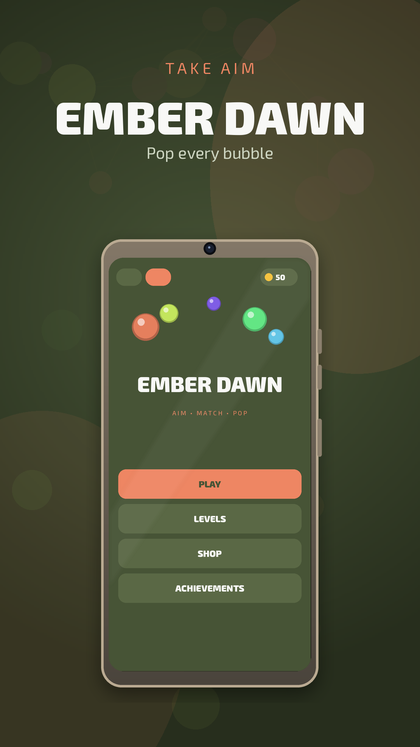 TAKE AIM
EMBER DAWN
Pop every bubble
50
EMBER DAWN
AIM • MATCH • POP
PLAY
LEVELS
SHOP
ACHIEVEMENTS